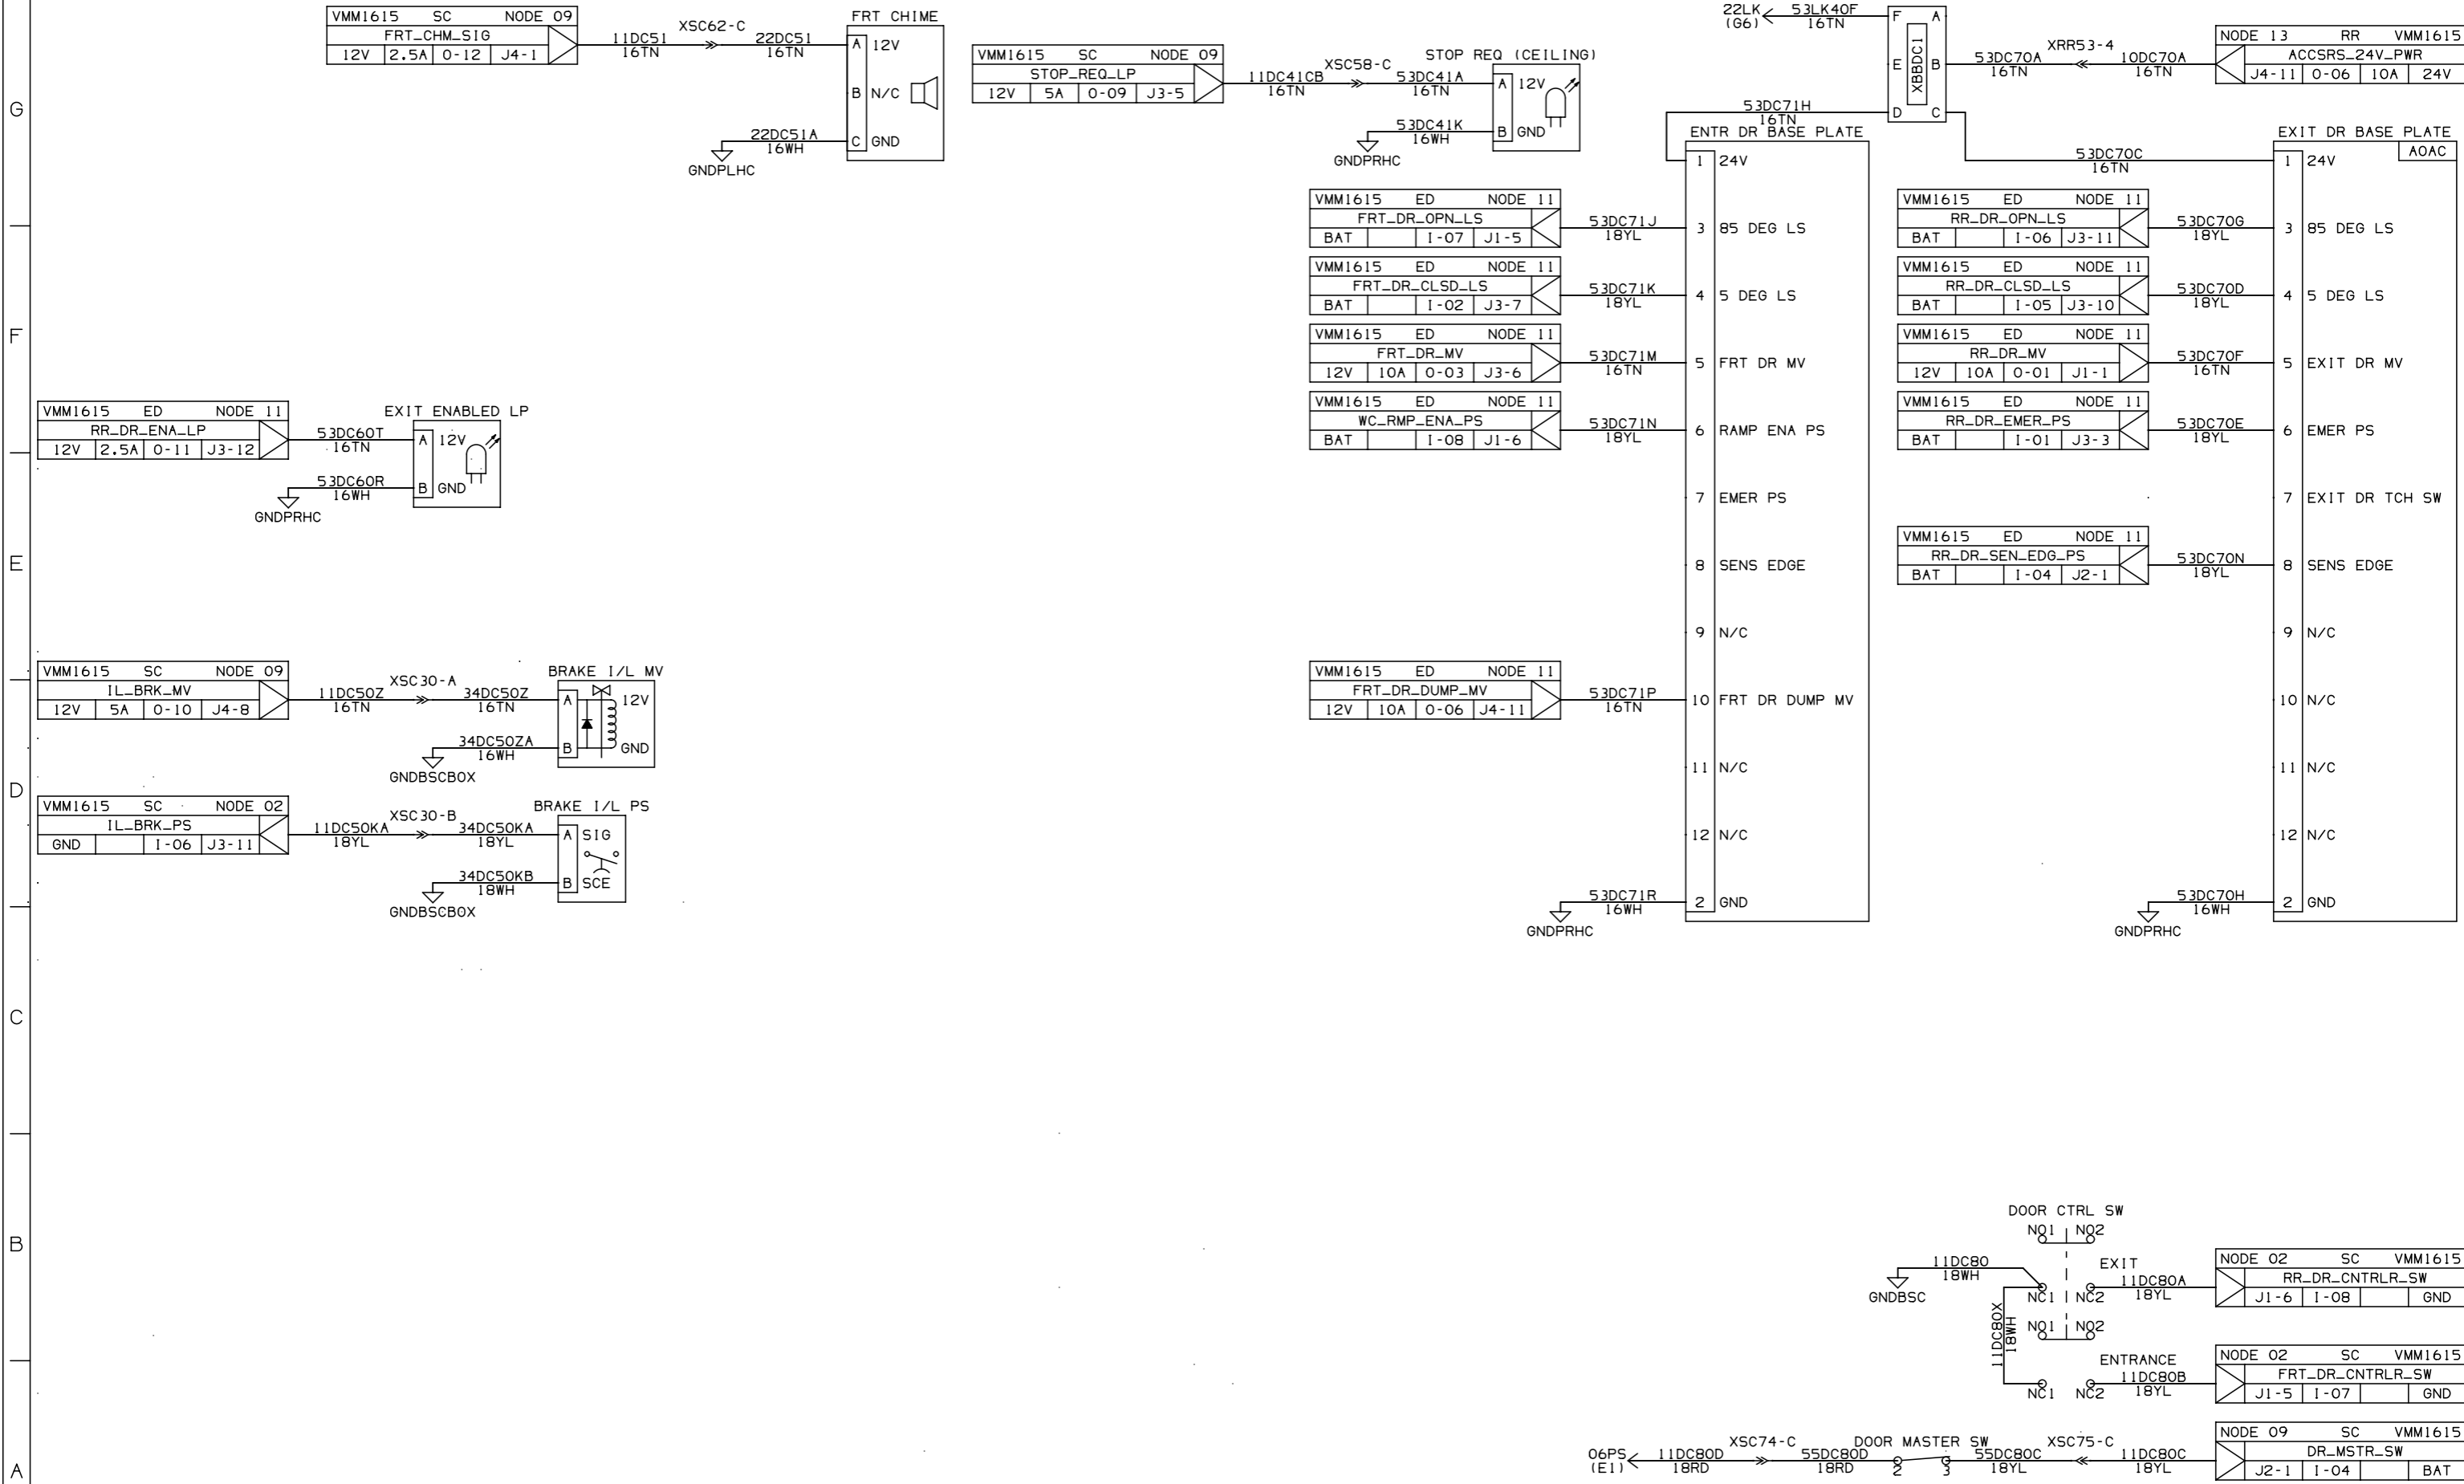 G
F
E
D
C
B
A
VMM1615 SC NODE 09
FRT_CHM_SIG
12V 2.5A O-12 J4-1
11DC51
16TN
XSC62-C
22DC51
16TN
FRT CHIME
A 12V
B N/C
C GND
22DC51A
16WH
GNDPLHC
VMM1615 SC NODE 09
STOP_REQ_LP
12V 5A O-09 J3-5
11DC41CB
16TN
XSC58-C
53DC41A
16TN
STOP REQ (CEILING)
A 12V
B GND
53DC41K
16WH
GNDPRHC
22LK
(G6)
53LK40F
16TN
F A
E B
D C
XBBDC1
53DC70A
16TN
XRR53-4
10DC70A
16TN
NODE 13 RR VMM1615
ACCSRS_24V_PWR
J4-11 O-06 10A 24V
53DC71H
16TN
53DC70C
16TN
ENTR DR BASE PLATE
1 24V
VMM1615 ED NODE 11
FRT_DR_OPN_LS
BAT I-07 J1-5
53DC71J
18YL
3 85 DEG LS
VMM1615 ED NODE 11
FRT_DR_CLSD_LS
BAT I-02 J3-7
53DC71K
18YL
4 5 DEG LS
VMM1615 ED NODE 11
FRT_DR_MV
12V 10A O-03 J3-6
53DC71M
16TN
5 FRT DR MV
VMM1615 ED NODE 11
WC_RMP_ENA_PS
BAT I-08 J1-6
53DC71N
18YL
6 RAMP ENA PS
7 EMER PS
8 SENS EDGE
9 N/C
VMM1615 ED NODE 11
FRT_DR_DUMP_MV
12V 10A O-06 J4-11
53DC71P
16TN
10 FRT DR DUMP MV
11 N/C
12 N/C
53DC71R
16WH
2 GND
GNDPRHC
EXIT DR BASE PLATE
AOAC
1 24V
VMM1615 ED NODE 11
RR_DR_OPN_LS
BAT I-06 J3-11
53DC70G
18YL
3 85 DEG LS
VMM1615 ED NODE 11
RR_DR_CLSD_LS
BAT I-05 J3-10
53DC70D
18YL
4 5 DEG LS
VMM1615 ED NODE 11
RR_DR_MV
12V 10A O-01 J1-1
53DC70F
16TN
5 EXIT DR MV
VMM1615 ED NODE 11
RR_DR_EMER_PS
BAT I-01 J3-3
53DC70E
18YL
6 EMER PS
7 EXIT DR TCH SW
VMM1615 ED NODE 11
RR_DR_SEN_EDG_PS
BAT I-04 J2-1
53DC70N
18YL
8 SENS EDGE
9 N/C
10 N/C
11 N/C
12 N/C
53DC70H
16WH
2 GND
GNDPRHC
VMM1615 ED NODE 11
RR_DR_ENA_LP
12V 2.5A O-11 J3-12
53DC60T
16TN
EXIT ENABLED LP
A 12V
B GND
53DC60R
16WH
GNDPRHC
VMM1615 SC NODE 09
IL_BRK_MV
12V 5A O-10 J4-8
11DC50Z
16TN
XSC30-A
34DC50Z
16TN
BRAKE I/L MV
A 12V
B GND
34DC50ZA
16WH
GNDBSCBOX
VMM1615 SC NODE 02
IL_BRK_PS
GND I-06 J3-11
11DC50KA
18YL
XSC30-B
34DC50KA
18YL
BRAKE I/L PS
A SIG
B SCE
34DC50KB
18WH
GNDBSCBOX
DOOR CTRL SW
NO1 NO2
EXIT
11DC80
18WH
GNDBSC
NC1 NC2
11DC80A
18YL
NODE 02 SC VMM1615
RR_DR_CNTRLR_SW
J1-6 I-08 GND
11DC80X
18WH
NO1 NO2
ENTRANCE
NC1 NC2
11DC80B
18YL
NODE 02 SC VMM1615
FRT_DR_CNTRLR_SW
J1-5 I-07 GND
06PS
(E1)
11DC80D
18RD
XSC74-C
55DC80D
18RD
DOOR MASTER SW
2 3
55DC80C
18YL
XSC75-C
11DC80C
18YL
NODE 09 SC VMM1615
DR_MSTR_SW
J2-1 I-04 BAT